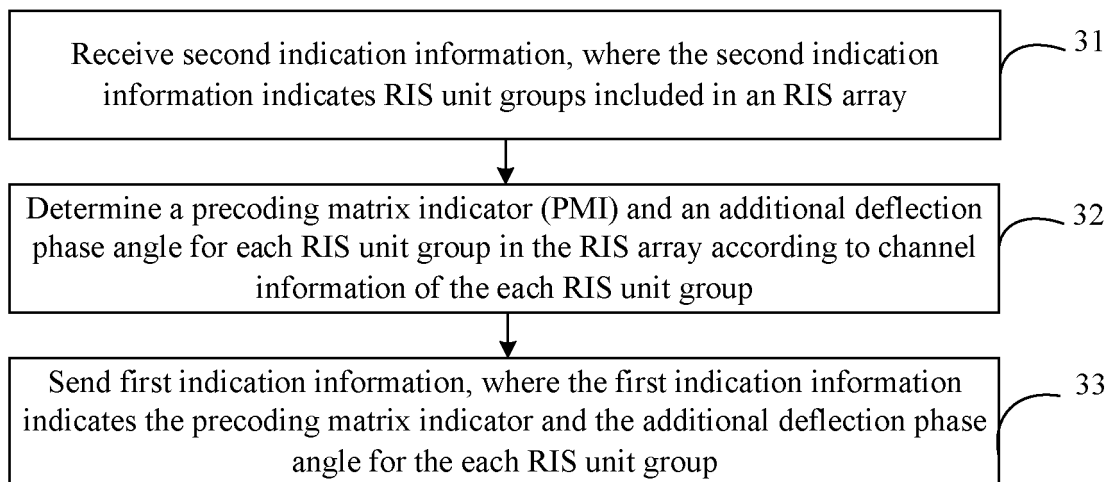 Receive second indication information, where the second indication
information indicates RIS unit groups included in an RIS array
31
Determine a precoding matrix indicator (PMI) and an additional deflection
phase angle for each RIS unit group in the RIS array according to channel
information of the each RIS unit group
32
Send first indication information, where the first indication information
indicates the precoding matrix indicator and the additional deflection phase
angle for the each RIS unit group
33